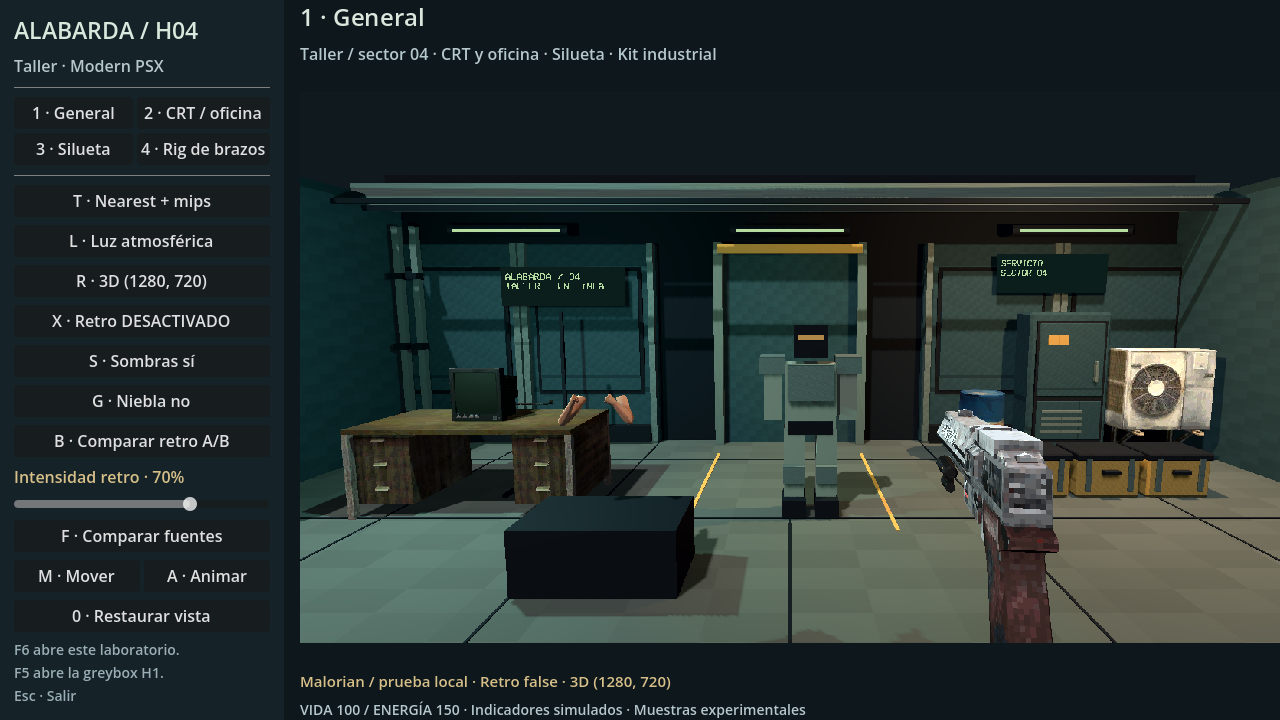 ALABARDA / H04
Taller · Modern PSX
1 · General
2 · CRT / oficina
3 · Silueta
4 · Rig de brazos
T · Nearest + mips
L · Luz atmosférica
R · 3D (1280, 720)
X · Retro DESACTIVADO
S · Sombras sí
G · Niebla no
B · Comparar retro A/B
Intensidad retro · 70%
F · Comparar fuentes
M · Mover
A · Animar
0 · Restaurar vista
F6 abre este laboratorio.
F5 abre la greybox H1.
Esc · Salir
1 · General
Taller / sector 04 · CRT y oficina · Silueta · Kit industrial
ALABARDA / 04
SERVICIO
SECTOR 04
Malorian / prueba local · Retro false · 3D (1280, 720)
VIDA 100 / ENERGÍA 150 · Indicadores simulados · Muestras experimentales